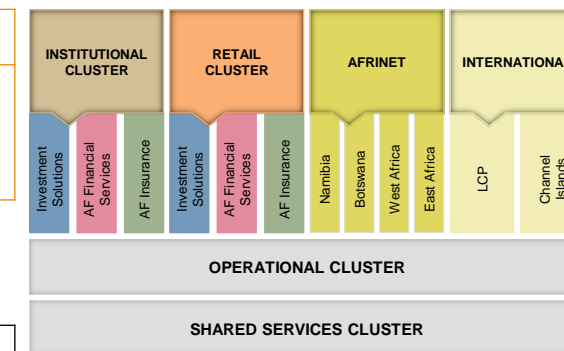 INSTITUTIONAL
CLUSTER
RETAIL
CLUSTER
AFRINET
INTERNATIONA
Investment
Solutions
AF Financial
Services
AF Insurance
Investment
Solutions
AF Financial
Services
AF Insurance
Namibia
Botswana
West Africa
East Africa
LCP
Channel
Islands
OPERATIONAL CLUSTER
SHARED SERVICES CLUSTER